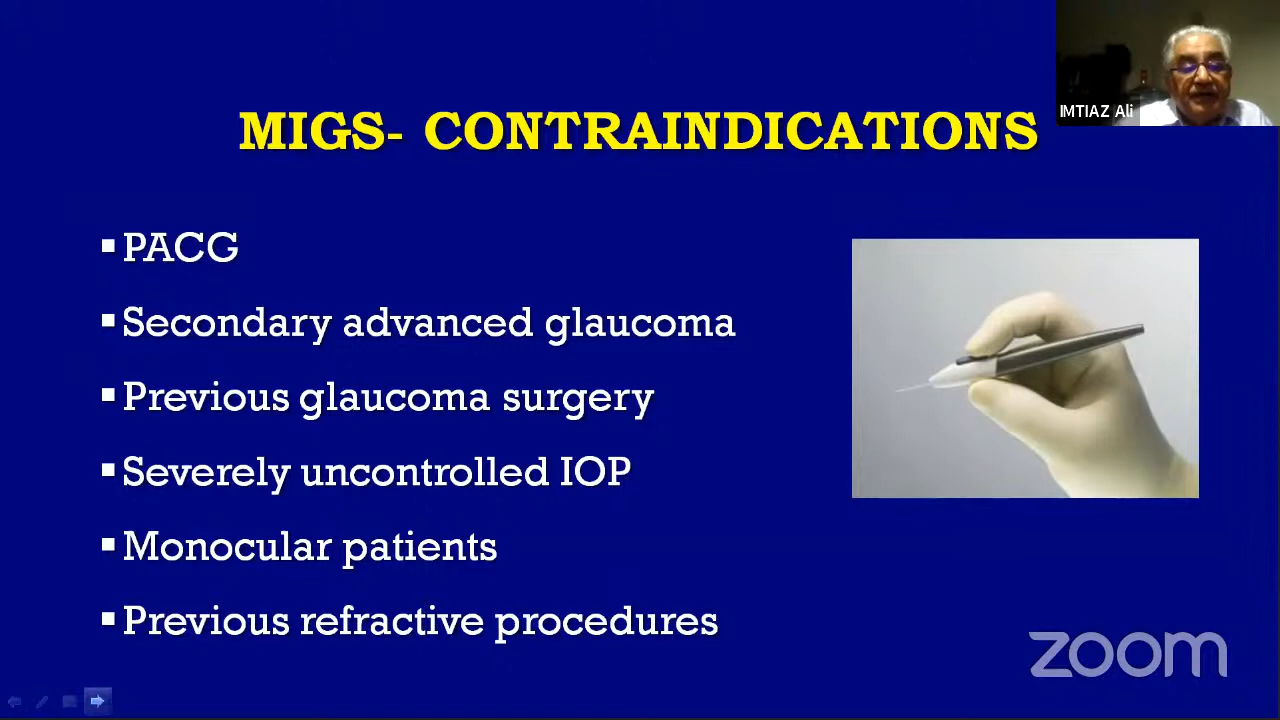 IMTIAZ Ali
MIGS- CONTRAINDICATIONS
▪PACG
▪Secondary advanced glaucoma
▪Previous glaucoma surgery
▪Severely uncontrolled IOP
▪Monocular patients
▪Previous refractive procedures
zoom